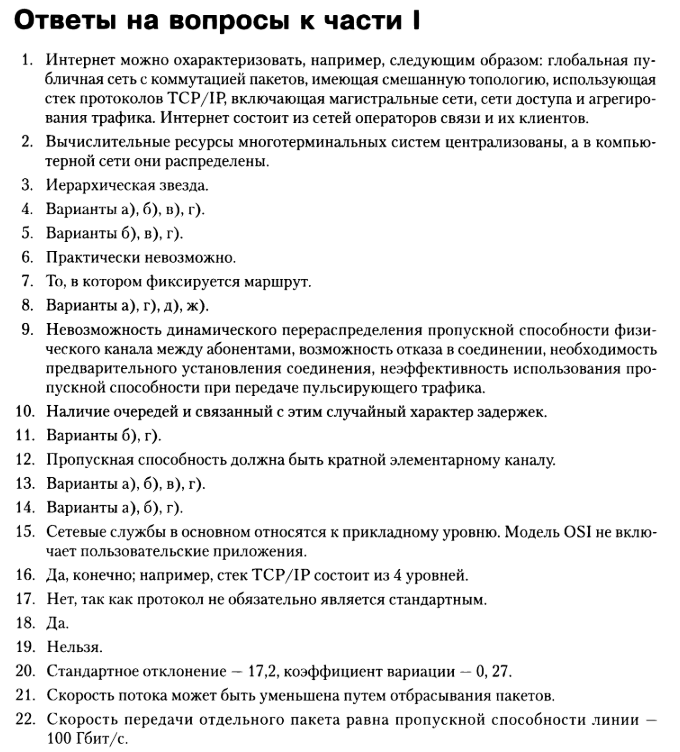 Ответы на вопросы к части I
1. Интернет можно охарактеризовать, например, следующим образом: глобальная пу-
бличная сеть с коммутацией пакетов, имеющая смешанную топологию, использующая
стек протоколов TCP/IP, включающая магистральные сети, сети доступа и агрегиро-
вания трафика. Интернет состоит из сетей операторов связи и их клиентов.
2. Вычислительные ресурсы многотерминальных систем централизованы, а в компью-
терной сети они распределены.
3. Иерархическая звезда.
4. Варианты а), б), в), г).
5. Варианты б), в), г).
6. Практически невозможно.
7. То, в котором фиксируется маршрут.
8. Варианты а), г), д), ж).
9. Невозможность динамического перераспределения пропускной способности физи-
ческого канала между абонентами, возможность отказа в соединении, необходимость
предварительного установления соединения, неэффективность использования про-
пускной способности при передаче пульсирующего трафика.
10. Наличие очередей и связанный с этим случайный характер задержек.
11. Варианты б), г).
12. Пропускная способность должна быть кратной элементарному каналу.
13. Варианты а), б), в), г).
14. Варианты а), б), г).
15. Сетевые службы в основном относятся к прикладному уровню. Модель OSI не вклю-
чает пользовательские приложения.
16. Да, конечно; например, стек TCP/IP состоит из 4 уровней.
17. Нет, так как протокол не обязательно является стандартным.
18. Да.
19. Нельзя.
20. Стандартное отклонение — 17,2, коэффициент вариации — 0, 27.
21. Скорость потока может быть уменьшена путем отбрасывания пакетов.
22. Скорость передачи отдельного пакета равна пропускной способности линии —
100 Гбит/с.